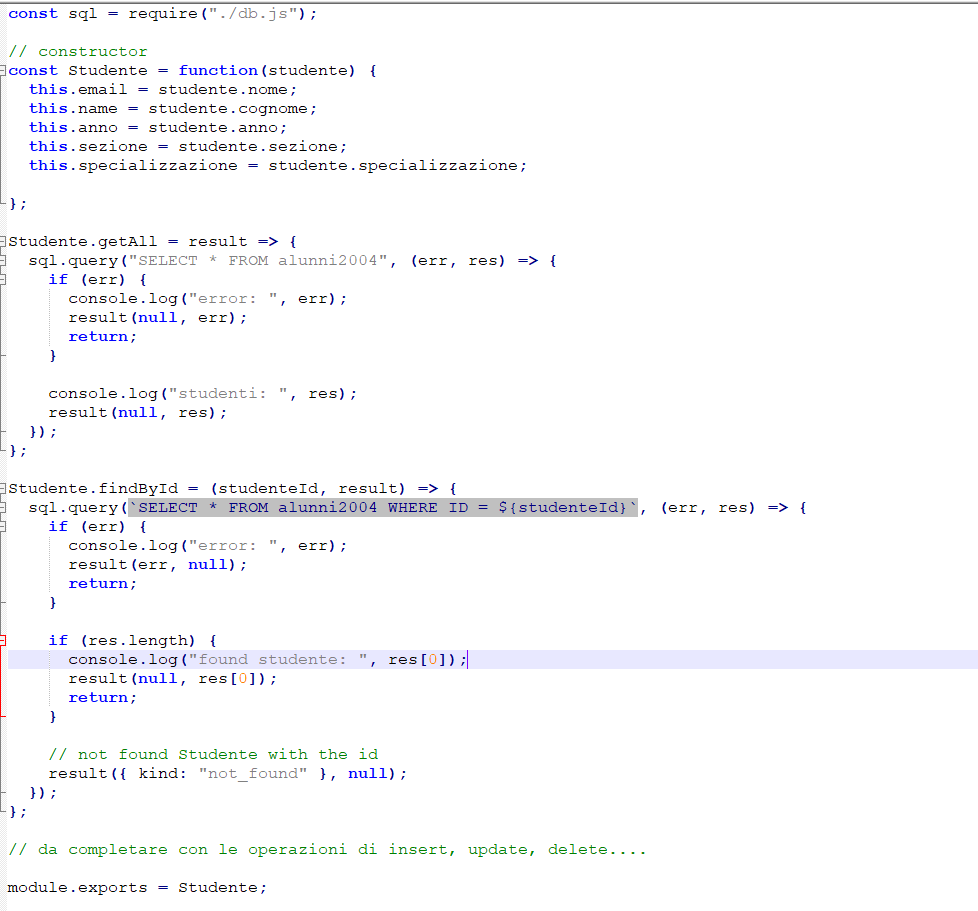 const sql = require("./db.js");

// constructor
const Studente = function(studente) {
  this.email = studente.nome;
  this.name = studente.cognome;
  this.anno = studente.anno;
  this.sezione = studente.sezione;
  this.specializzazione = studente.specializzazione;

};

Studente.getAll = result => {
  sql.query("SELECT * FROM alunni2004", (err, res) => {
    if (err) {
      console.log("error: ", err);
      result(null, err);
      return;
    }

    console.log("studenti: ", res);
    result(null, res);
  });
};

Studente.findById = (studenteId, result) => {
  sql.query(`SELECT * FROM alunni2004 WHERE ID = ${studenteId}`, (err, res) => {
    if (err) {
      console.log("error: ", err);
      result(err, null);
      return;
    }

    if (res.length) {
      console.log("found studente: ", res[0]);
      result(null, res[0]);
      return;
    }

    // not found Studente with the id
    result({ kind: "not_found" }, null);
  });
};

// da completare con le operazioni di insert, update, delete....

module.exports = Studente;